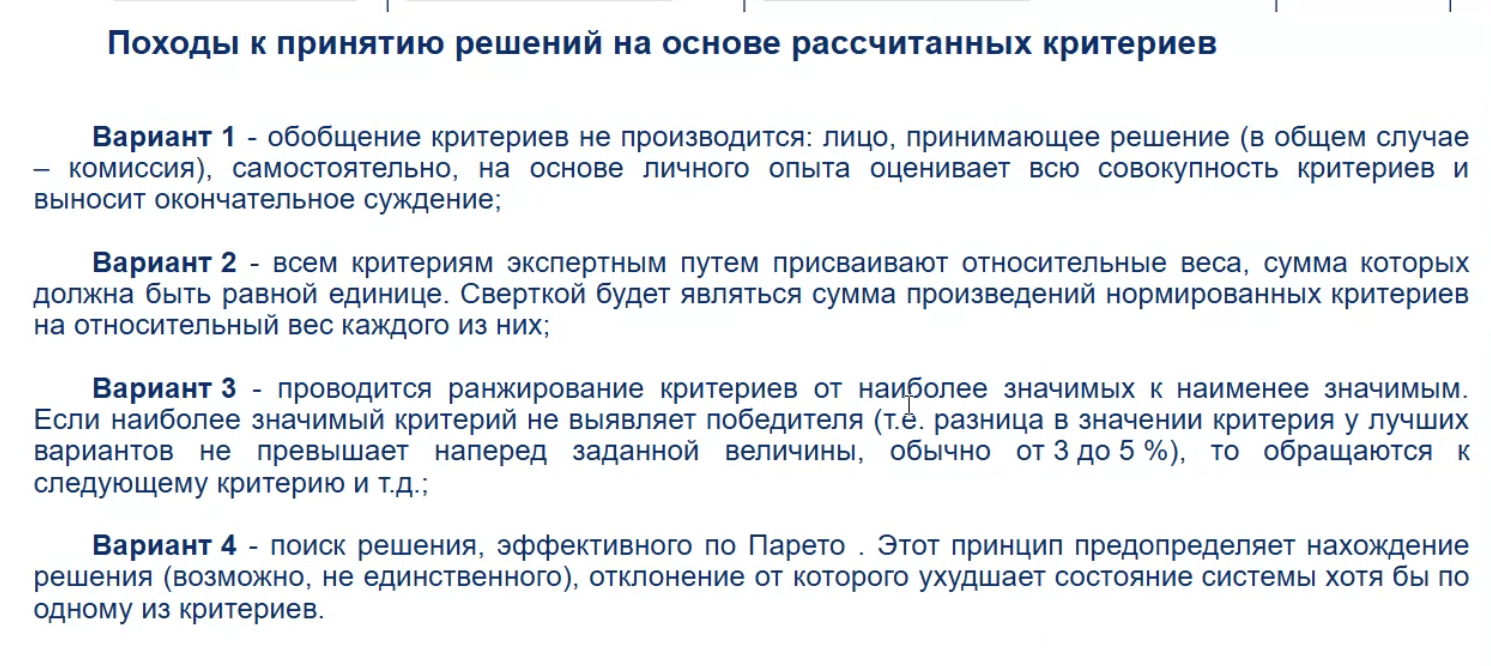 Походы к принятию решений на основе рассчитанных критериев
Вариант 1 - обобщение критериев не производится: лицо, принимающее решение (в общем случае
– комиссия), самостоятельно, на основе личного опыта оценивает всю совокупность критериев и
выносит окончательное суждение;
Вариант 2 - всем критериям экспертным путем присваивают относительные веса, сумма которых
должна быть равной единице. Сверткой будет являться сумма произведений нормированных критериев
на относительный вес каждого из них;
Вариант 3 - проводится ранжирование критериев от наиболее значимых к наименее значимым.
Если наиболее значимый критерий не выявляет победителя (т.е. разница в значении критерия у лучших
вариантов не превышает наперед заданной величины, обычно от 3 до 5 %), то обращаются к
следующему критерию и т.д.;
Вариант 4 - поиск решения, эффективного по Парето . Этот принцип предопределяет нахождение
решения (возможно, не единственного), отклонение от которого ухудшает состояние системы хотя бы по
одному из критериев.